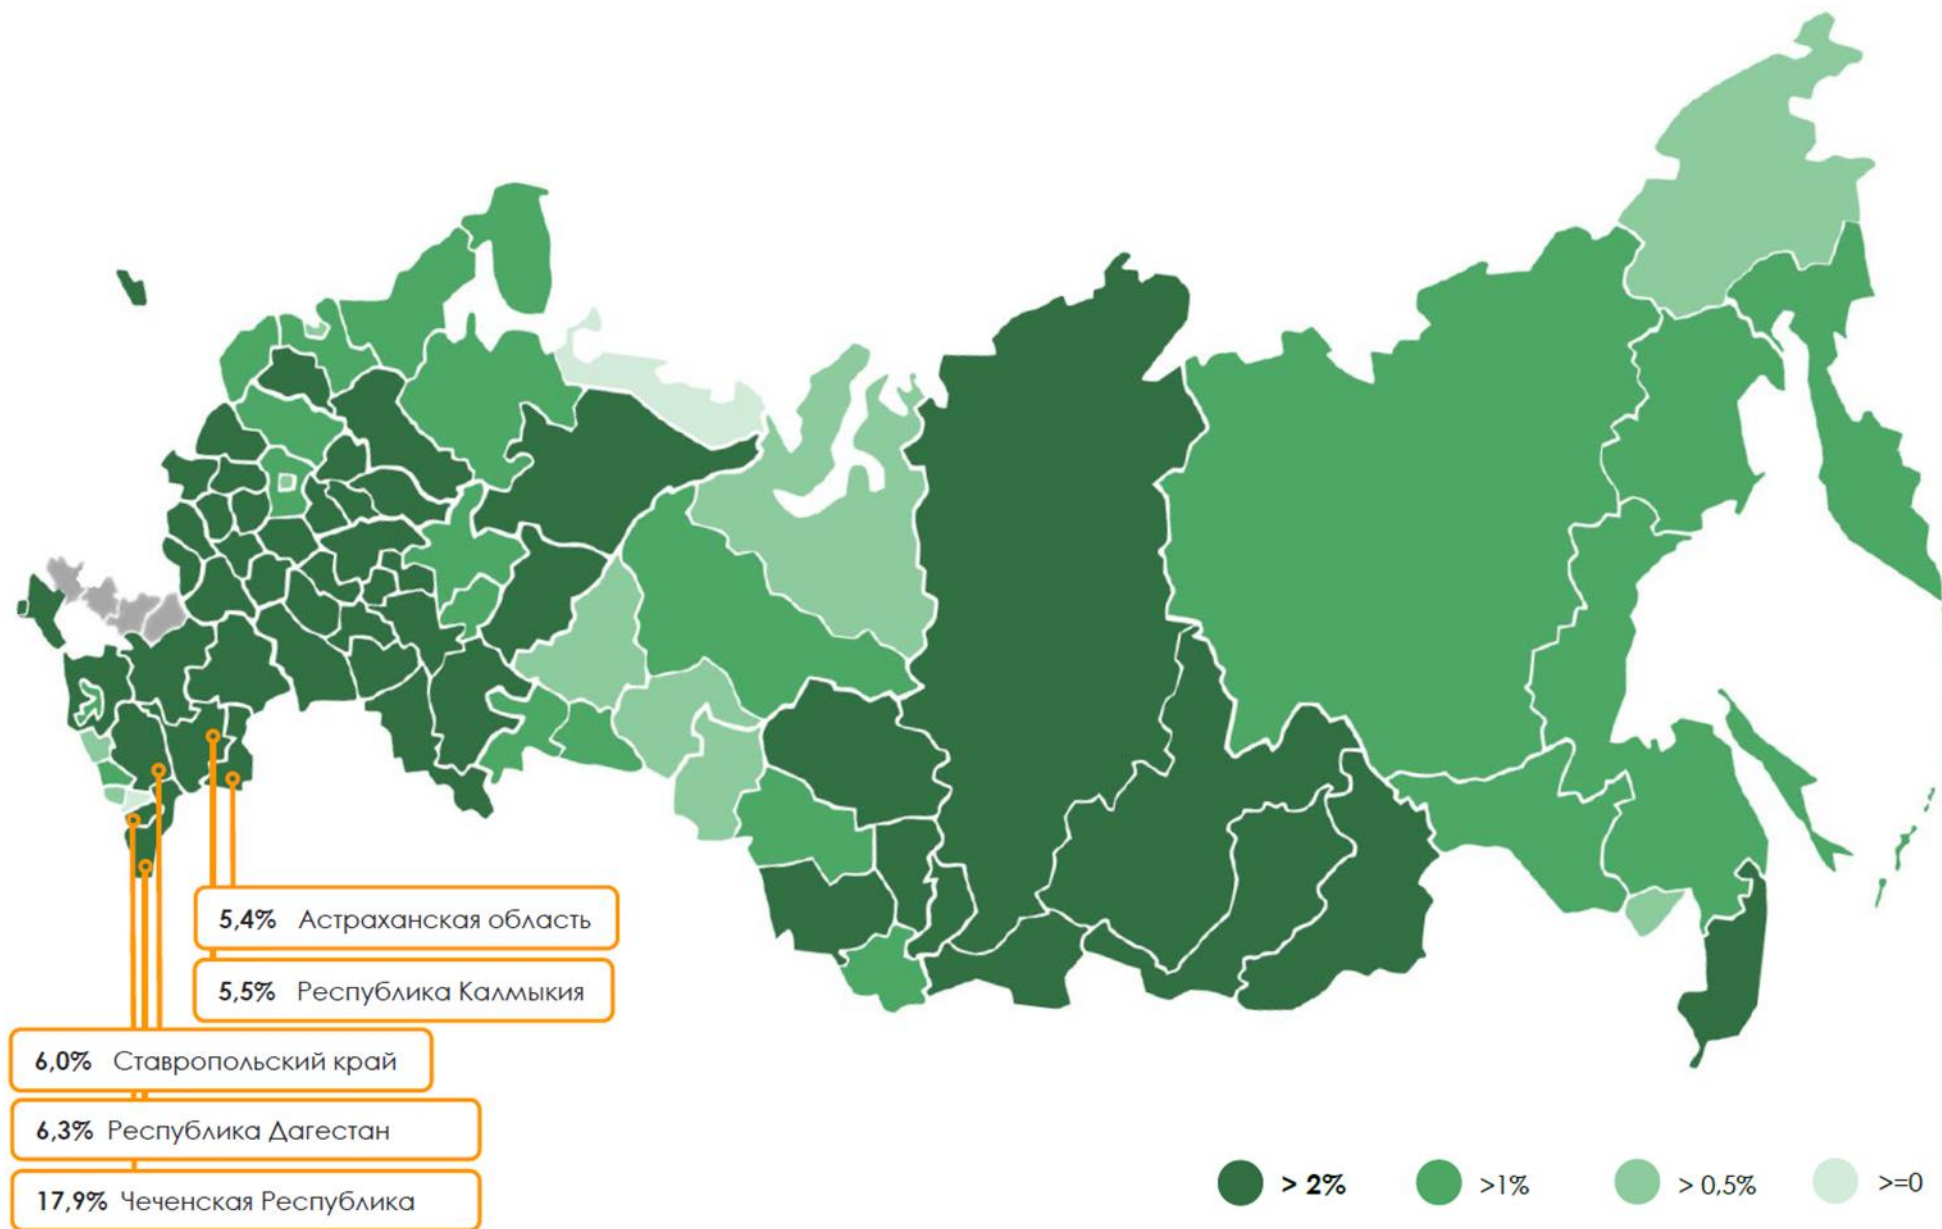 5,4% Астраханская область
5,5% Республика Калмыкия
6,0% Ставропольский край
6,3% Республика Дагестан
17,9% Чеченская Республика
> 2% >1% > 0,5% >=0